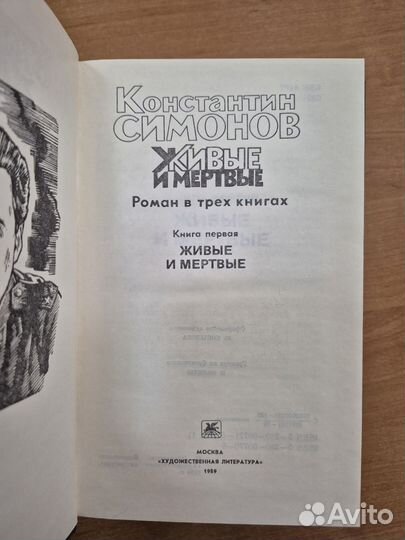 Константин
СИМОНОВ
ЖИВЫЕ
И МЕРТВЫЕ
Роман в трех книгах
Книга первая
ЖИВЫЕ
И МЕРТВЫЕ
МОСКВА
«ХУДОЖЕСТВЕННАЯ ЛИТЕРАТУРА»
1989
Avito